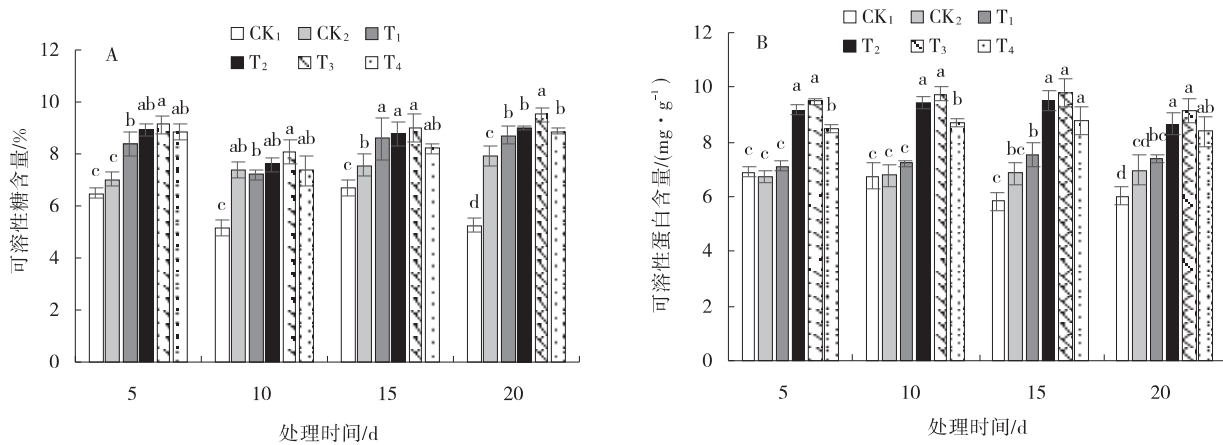 A
CK₁ CK₂ T₁
T₂ T₃ T₄
可溶性糖含量/%
12
10
8
6
4
2
0
c c b ab a ab
c ab b ab a ab
c b a a a ab
d c b b a b
5 10 15 20
处理时间/d
B
CK₁ CK₂ T₁
T₂ T₃ T₄
可溶性蛋白含量/(mg·g⁻¹)
12
10
8
6
4
2
0
c c c a a b
c c c a a b
c bc b a a a
d cd bc a a ab
5 10 15 20
处理时间/d